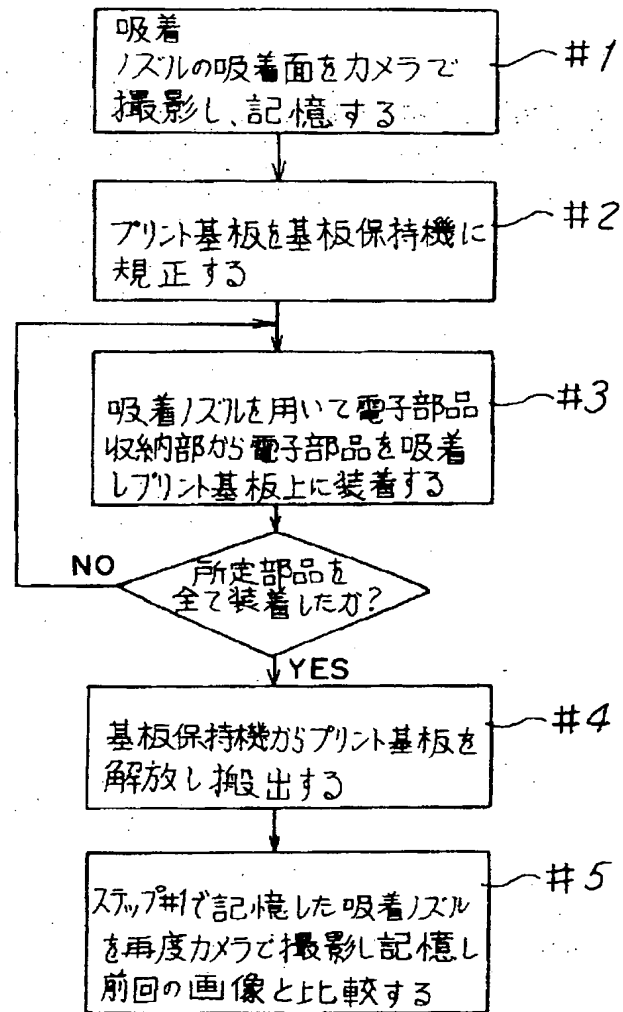 吸着
ノズルの吸着面をカメラで
撮影し、記憶する
#1
プリント基板を基板保持機に
規正する
#2
吸着ノズルを用いて電子部品
収納部から電子部品を吸着
しプリント基板上に装着する
#3
所定部品を
全て装着したか?
NO
YES
基板保持機からプリント基板を
解放し搬出する
#4
ステップ#1で記憶した吸着ノズル
を再度カメラで撮影し記憶し
前回の画像と比較する
#5